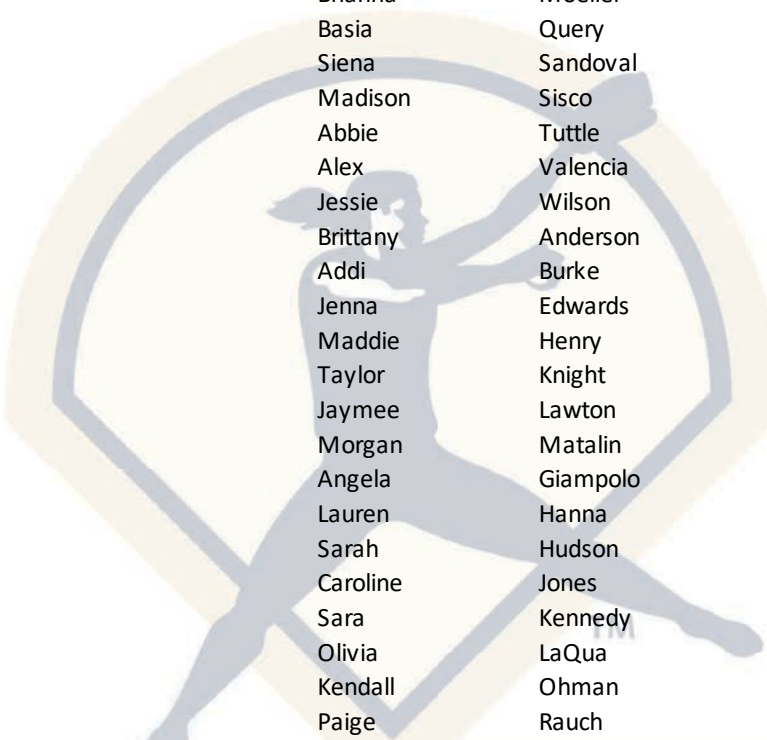 Basia Query
Siena Sandoval
Madison Sisco
Abbie Tuttle
Alex Valencia
Jessie Wilson
Brittany Anderson
Addi Burke
Jenna Edwards
Maddie Henry
Taylor Knight
Jaymee Lawton
Morgan Matalin
Angela Giampolo
Lauren Hanna
Sarah Hudson
Caroline Jones
Sara Kennedy
TM
Olivia LaQua
Kendall Ohman
Paige Rauch